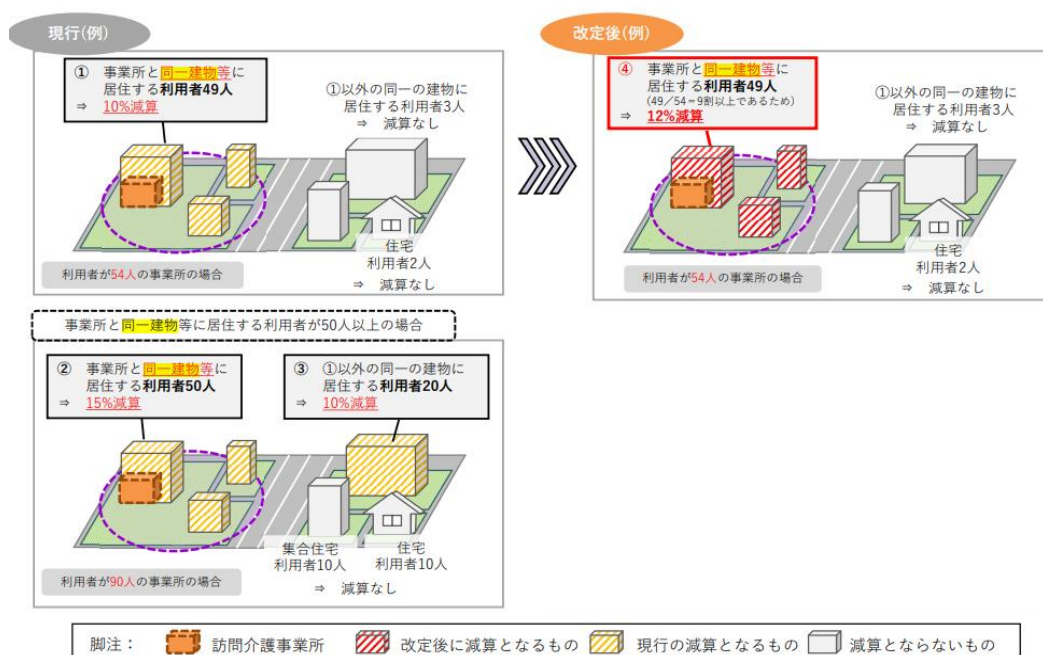 現行(例)
① 事業所と同一建物等に
居住する利用者49人
⇒ 10%減算
①以外の同一の建物に
居住する利用者3人
⇒ 減算なし
住宅
利用者2人
⇒ 減算なし
利用者が54人の事業所の場合
改定後(例)
④ 事業所と同一建物等に
居住する利用者49人
(49/54=9割以上であるため)
⇒ 12%減算
①以外の同一の建物に
居住する利用者3人
⇒ 減算なし
住宅
利用者2人
⇒ 減算なし
利用者が54人の事業所の場合
事業所と同一建物等に居住する利用者が50人以上の場合
② 事業所と同一建物等に
居住する利用者50人
⇒ 15%減算
③ ①以外の同一の建物に
居住する利用者20人
⇒ 10%減算
集合住宅
利用者10人
住宅
利用者10人
⇒ 減算なし
利用者が90人の事業所の場合
脚注: 訪問介護事業所 改定後に減算となるもの 現行の減算となるもの 減算とならないもの